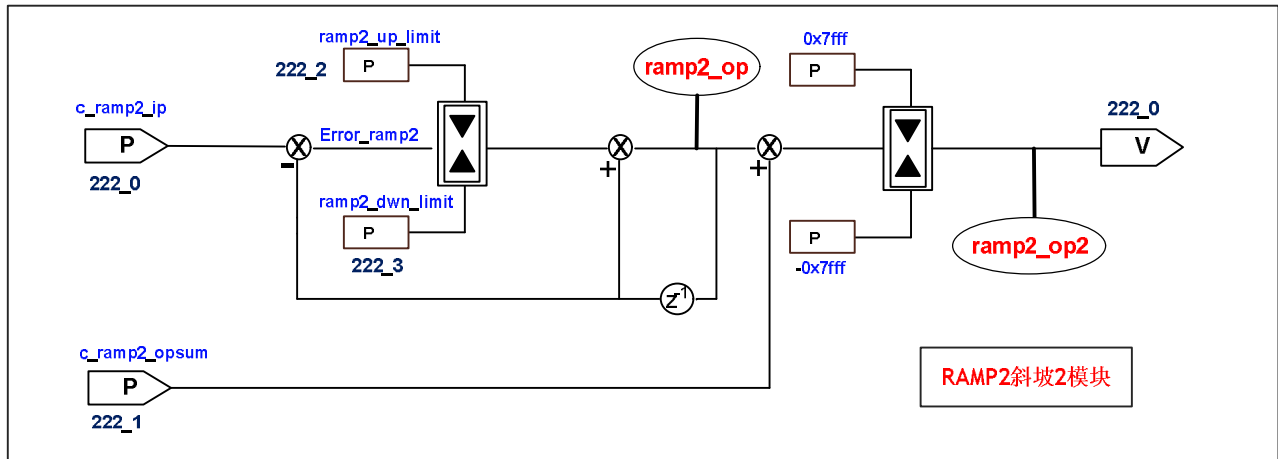 ramp2_up_limit
0x7fff
P
222_2
P
ramp2_op
c_ramp2_ip
222_0
P
Error_ramp2
X
X
X
V
-
+
+
222_0
ramp2_dwn_limit
P
P
ramp2_op2
222_3
-0x7fff
z-1
c_ramp2_opsum
P
RAMP2斜坡2模块
222_1